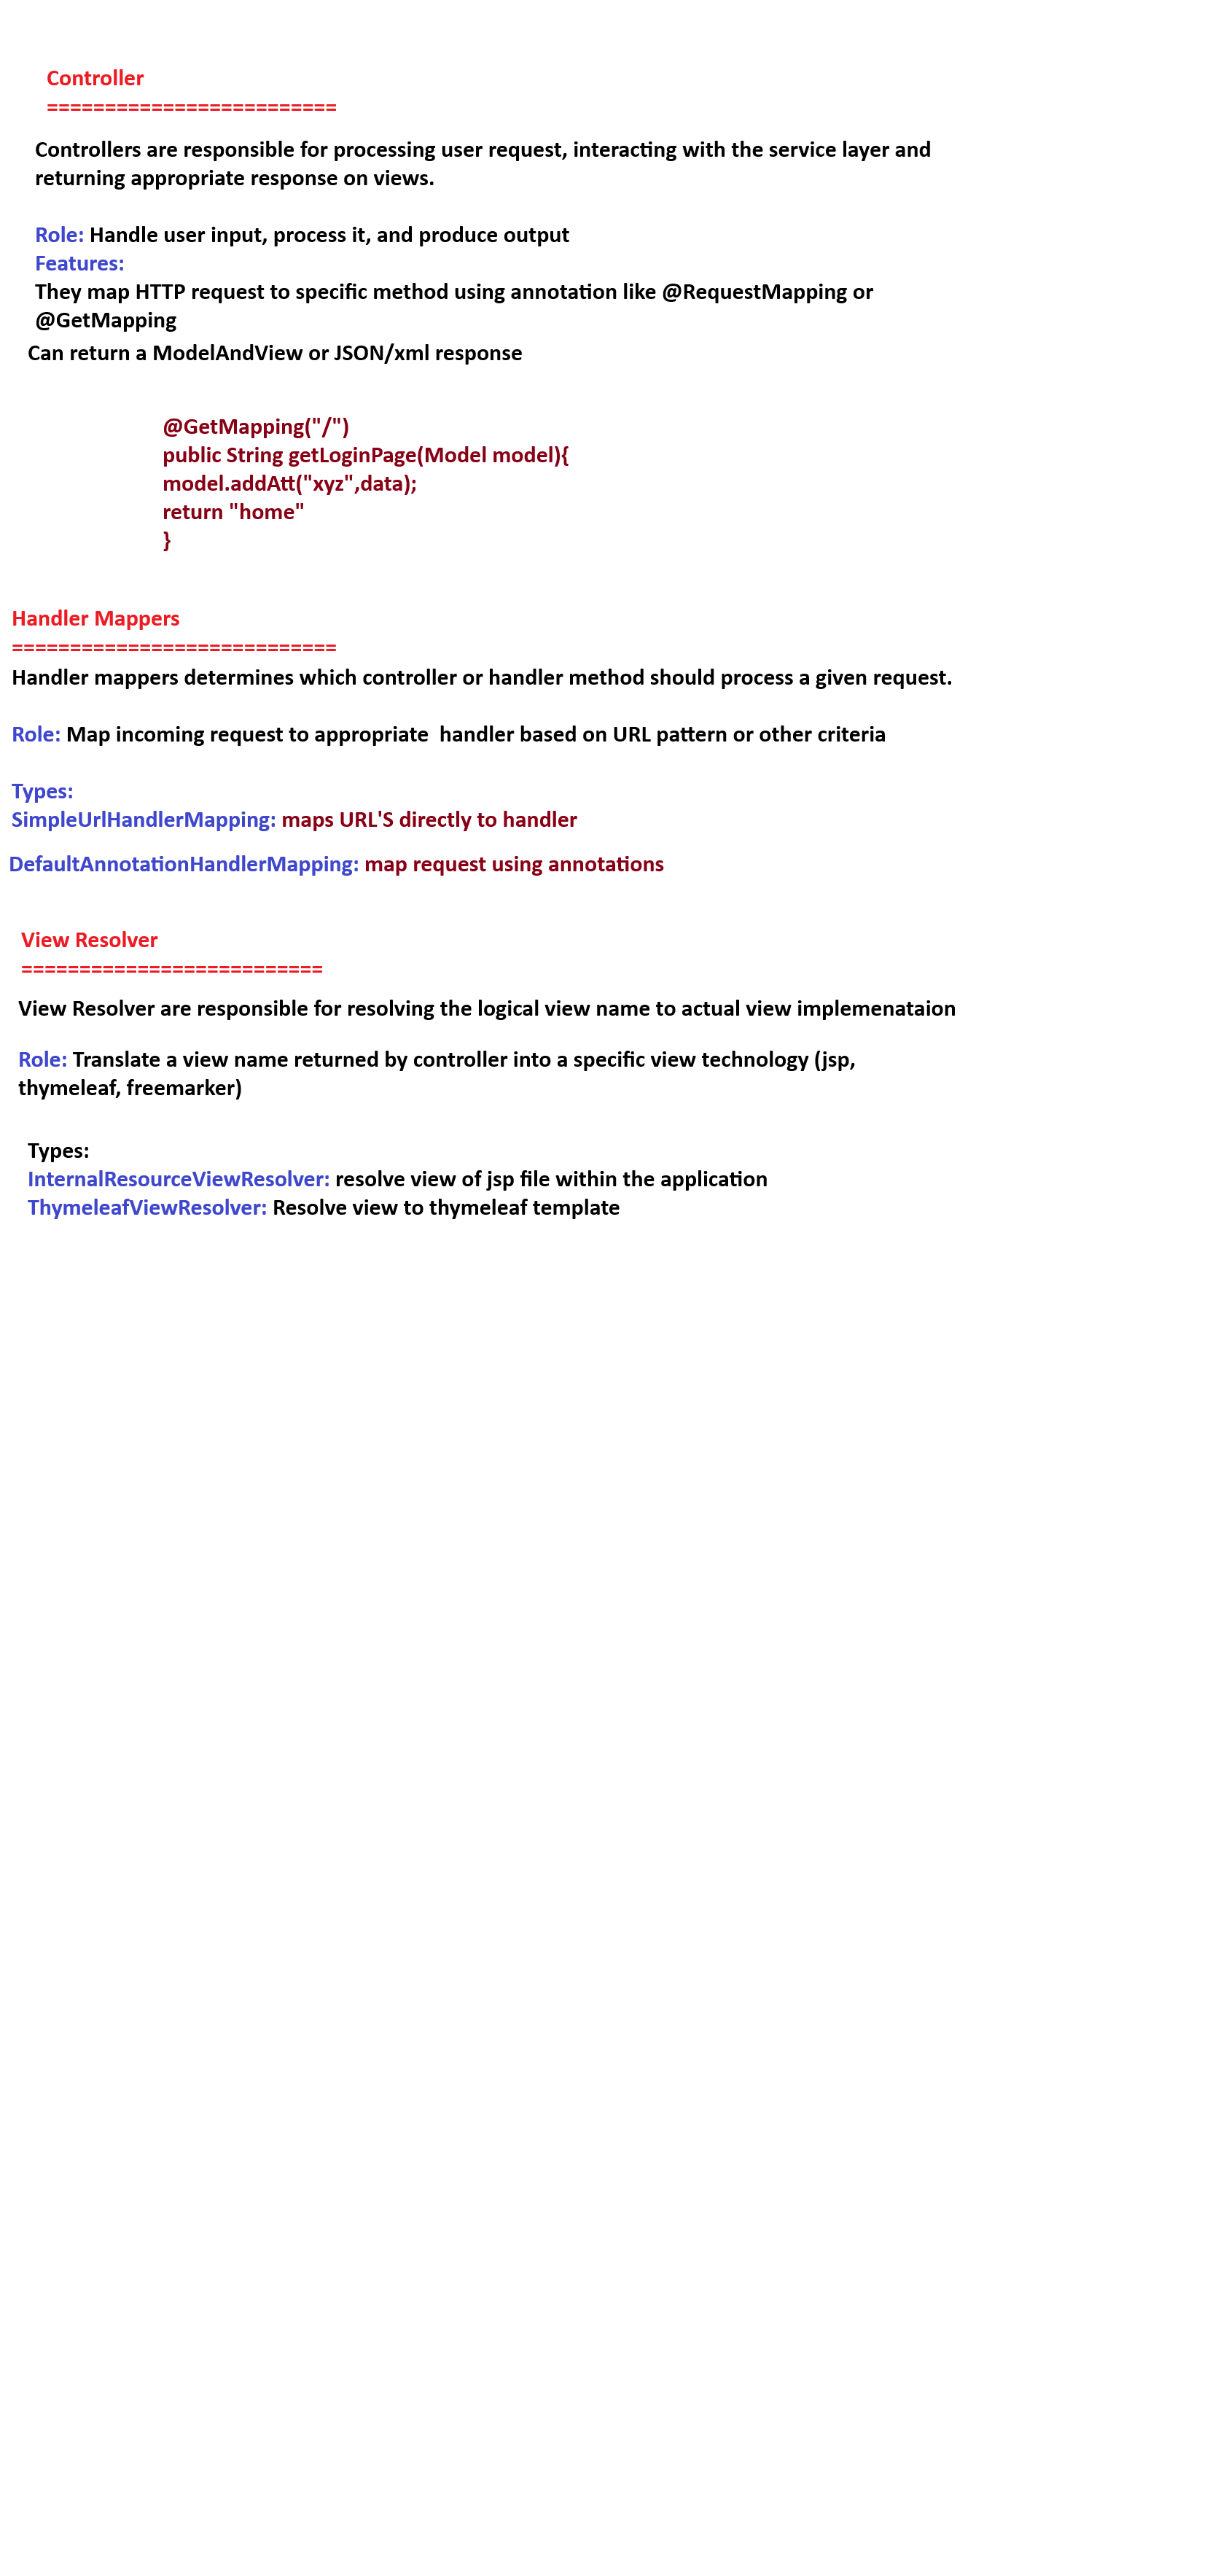 Controller
=========================
Controllers are responsible for processing user request, interacting with the service layer and
returning appropriate response on views.
Role: Handle user input, process it, and produce output
Features:
They map HTTP request to specific method using annotation like @RequestMapping or
@GetMapping
Can return a ModelAndView or JSON/xml response
@GetMapping("/")
public String getLoginPage(Model model){
model.addAtt("xyz",data);
return "home"
}
Handler Mappers
============================
Handler mappers determines which controller or handler method should process a given request.
Role: Map incoming request to appropriate  handler based on URL pattern or other criteria
Types:
SimpleUrlHandlerMapping: maps URL'S directly to handler
DefaultAnnotationHandlerMapping: map request using annotations
View Resolver
==========================
View Resolver are responsible for resolving the logical view name to actual view implemenataion
Role: Translate a view name returned by controller into a specific view technology (jsp,
thymeleaf, freemarker)
Types:
InternalResourceViewResolver: resolve view of jsp file within the application
ThymeleafViewResolver: Resolve view to thymeleaf template